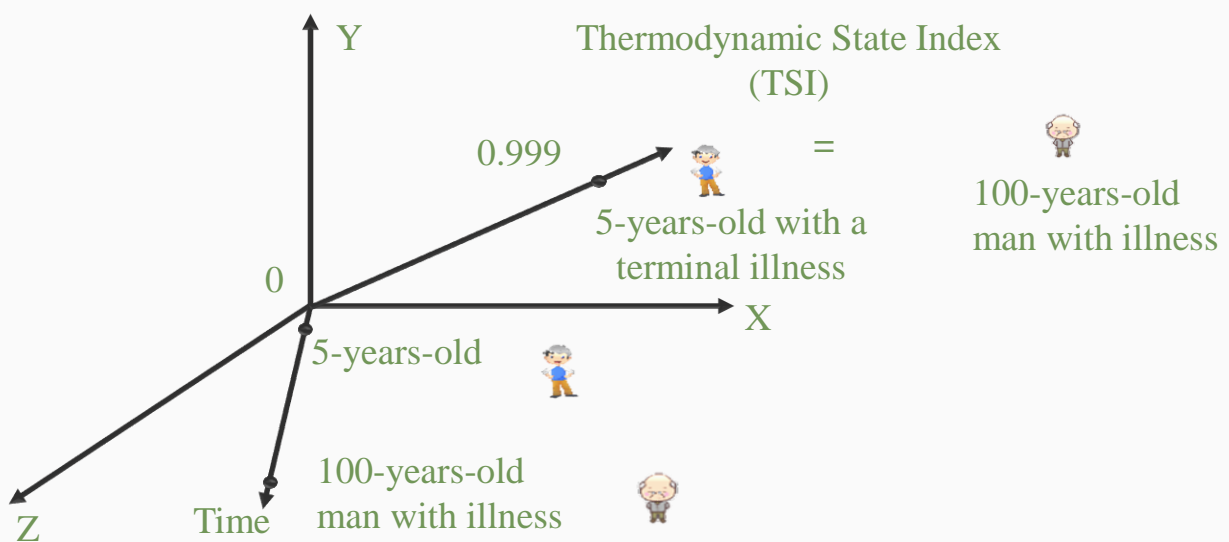 Y
Thermodynamic State Index
(TSI)
0.999
=
5-years-old with a
terminal illness
100-years-old
man with illness
0
X
5-years-old
100-years-old
man with illness
Time
Z